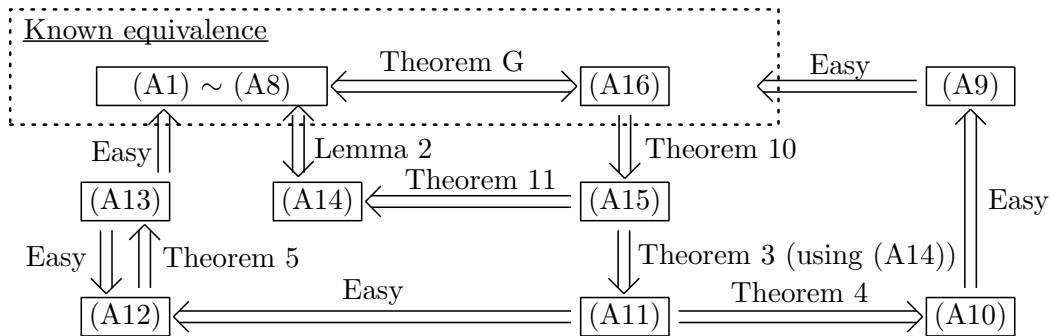 Known equivalence
Theorem G
Easy
(A1) ∼ (A8)
(A16)
(A9)
Easy
Lemma 2
Theorem 10
Theorem 11
(A13)
(A14)
(A15)
Easy
Easy
Theorem 5
Theorem 3 (using (A14))
Easy
Theorem 4
(A12)
(A11)
(A10)